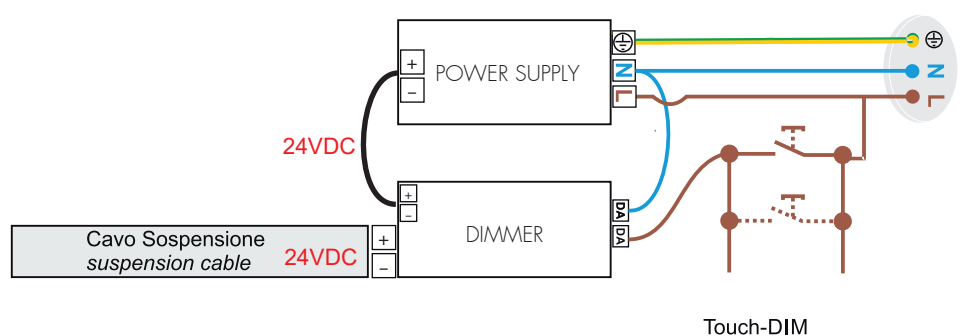 POWER SUPPLY
+
−
N
L
N
L
24VDC
+
−
DIMMER
DA
DA
Cavo Sospensione
suspension cable
24VDC
+
−
Touch-DIM